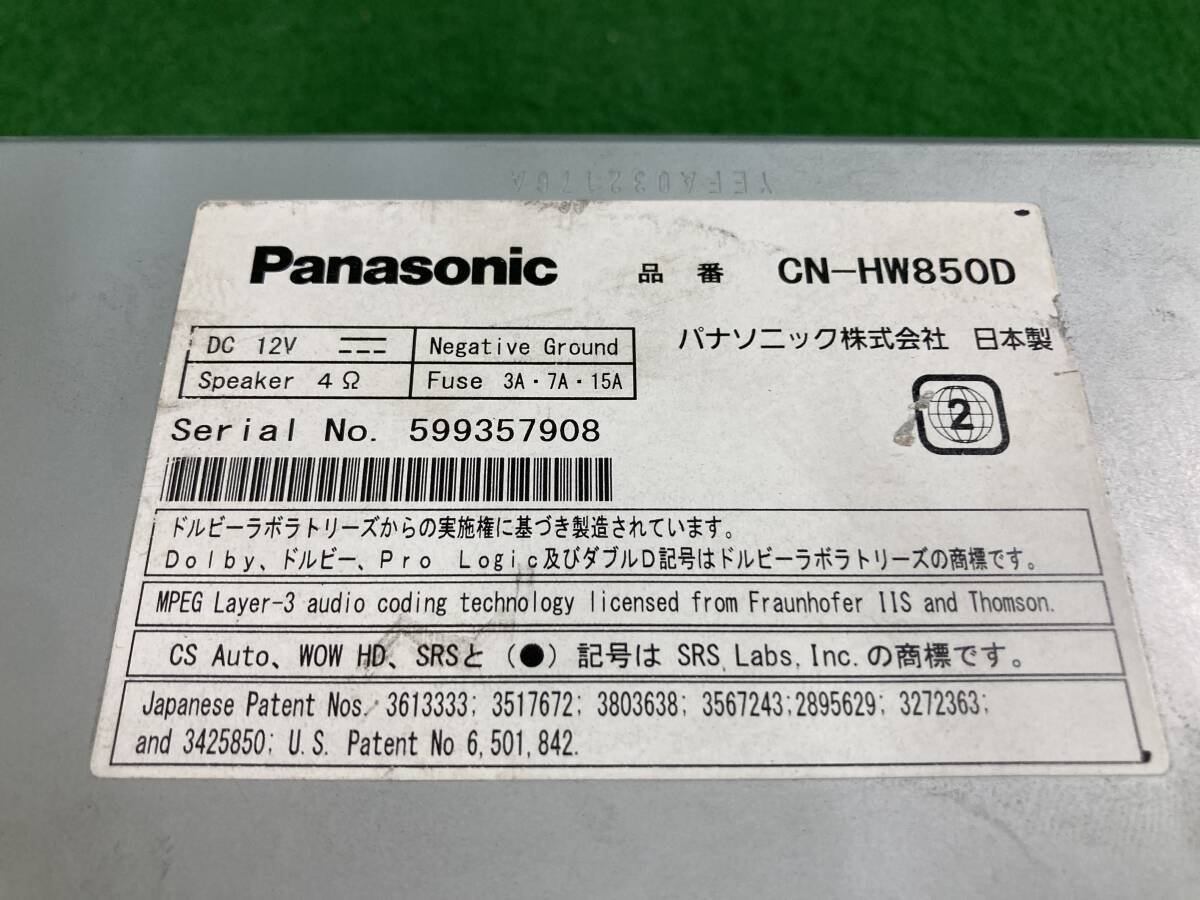 YEFA032170A
Panasonic 品番 CN-HW850D
DC 12V Negative Ground
Speaker 4Ω Fuse 3A・7A・15A
パナソニック株式会社 日本製
2
Serial No. 599357908
ドルビーラボラトリーズからの実施権に基づき製造されています。
Dolby、ドルビー、Pro Logic及びダブルD記号はドルビーラボラトリーズの商標です。
MPEG Layer-3 audio coding technology licensed from Fraunhofer IIS and Thomson.
CS Auto、WOW HD、SRSと（●）記号は SRS Labs, Inc.の商標です。
Japanese Patent Nos. 3613333; 3517672; 3803638; 3567243;2895629; 3272363;
and 3425850; U.S. Patent No 6,501,842.